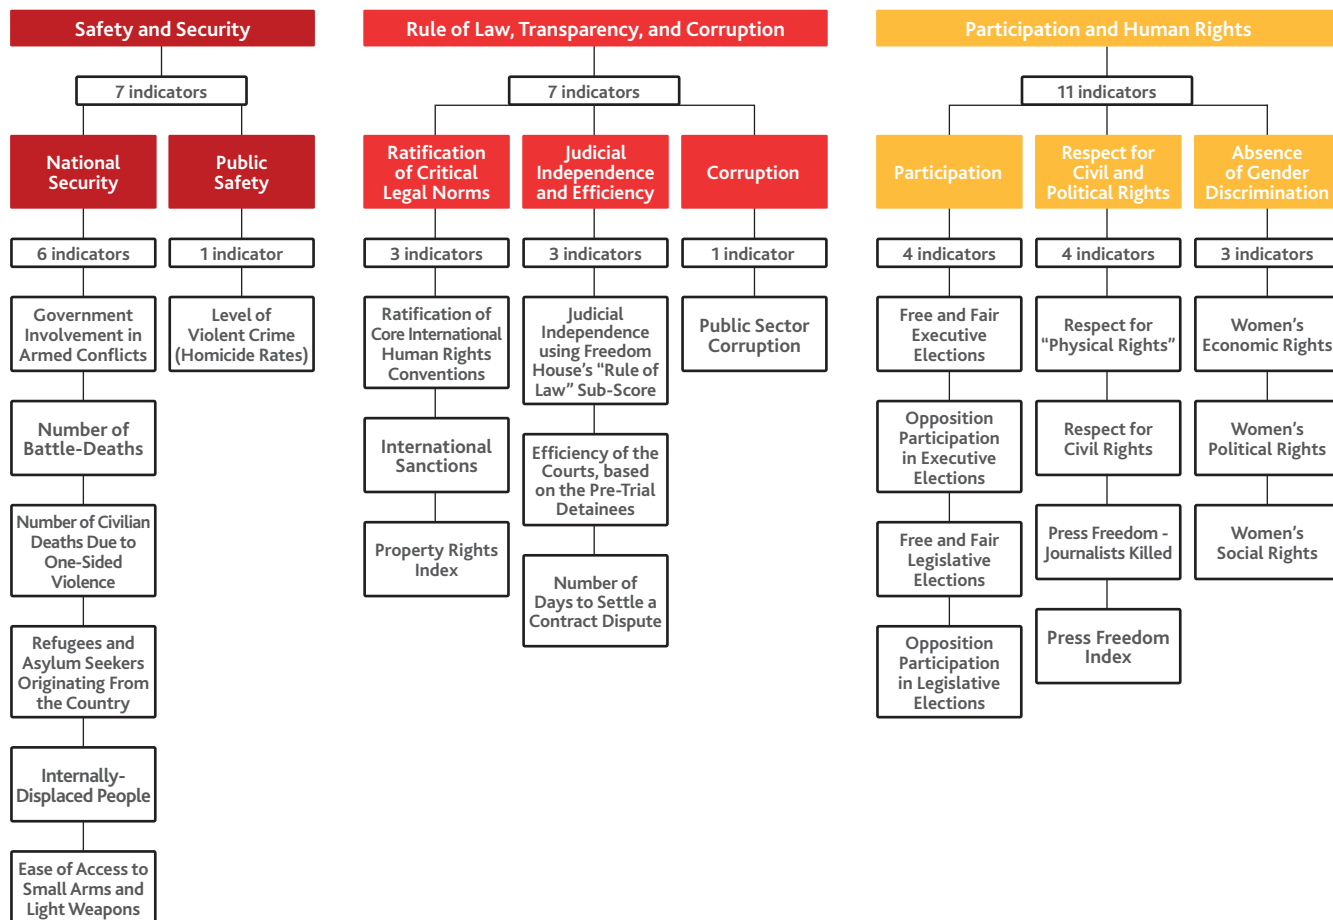 Safety and Security
7 indicators
National
Security
6 indicators
Government
Involvement in
Armed Conflicts
Number of
Battle-Deaths
Number of Civilian
Deaths Due to
One-Sided
Violence
Refugees and
Asylum Seekers
Originating From
the Country
Internally-
Displaced People
Ease of Access to
Small Arms and
Light Weapons
Public
Safety
1 indicator
Level of
Violent Crime
(Homicide Rates)
Rule of Law, Transparency, and Corruption
7 indicators
Ratification
of Critical
Legal Norms
3 indicators
Ratification of
Core International
Human Rights
Conventions
International
Sanctions
Property Rights
Index
Judicial
Independence
and Efficiency
3 indicators
Judicial
Independence
using Freedom
House's “Rule of
Law” Sub-Score
Efficiency of the
Courts, based
on the Pre-Trial
Detainees
Number of
Days to Settle a
Contract Dispute
Corruption
1 indicator
Public Sector
Corruption
Participation and Human Rights
11 indicators
Participation
4 indicators
Free and Fair
Executive
Elections
Opposition
Participation
in Executive
Elections
Free and Fair
Legislative
Elections
Opposition
Participation
in Legislative
Elections
Respect for
Civil and
Political Rights
4 indicators
Respect for
“Physical Rights”
Respect for
Civil Rights
Press Freedom -
Journalists Killed
Press Freedom
Index
Absence
of Gender
Discrimination
3 indicators
Women's
Economic Rights
Women's
Political Rights
Women's
Social Rights